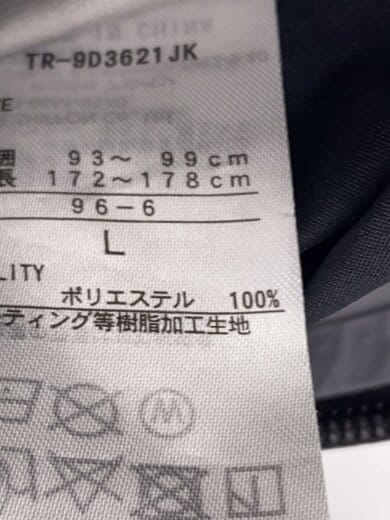 TR-9D3621JK
囲 93～ 99cm
長 172～178cm
96-6
L
LITY
ポリエステル 100%
ティング等樹脂加工生地
W